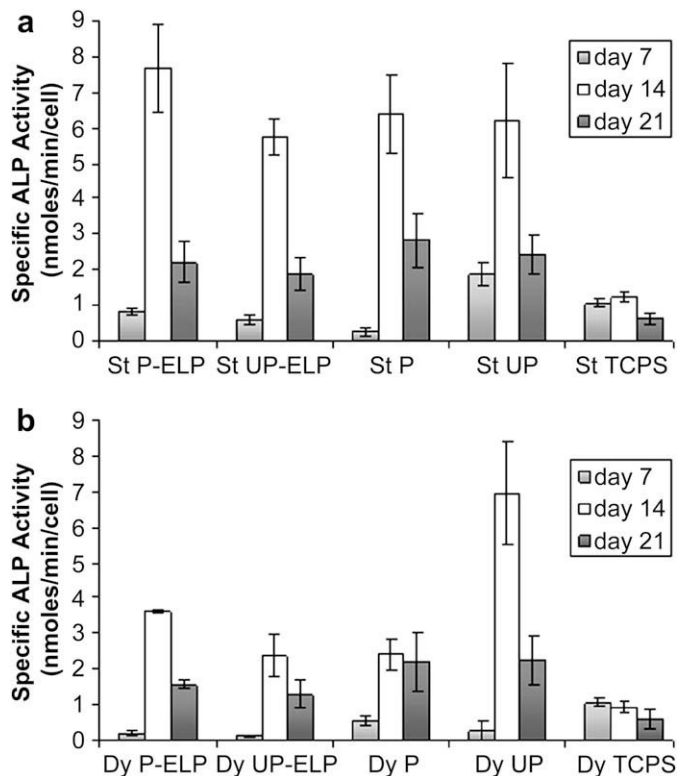 a
Specific ALP Activity
(nmoles/min/cell)
9
8
7
6
5
4
3
2
1
0
day 7
day 14
day 21
St P-ELP St UP-ELP St P St UP St TCPS
b
Specific ALP Activity
(nmoles/min/cell)
9
8
7
6
5
4
3
2
1
0
day 7
day 14
day 21
Dy P-ELP Dy UP-ELP Dy P Dy UP Dy TCPS